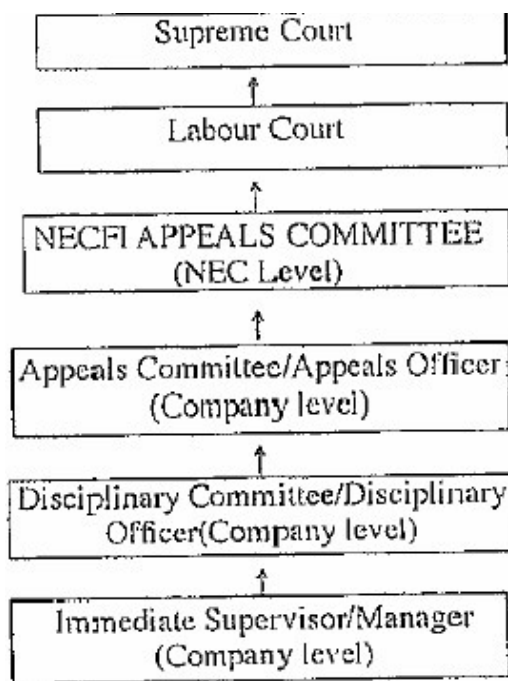 Supreme Court
Labour Court
NECFI APPEALS COMMITTEE
(NEC Level)
Appeals Committee/Appeals Officer
(Company level)
Disciplinary Committee/Disciplinary
Officer(Company level)
Immediate Supervisor/Manager
(Company level)